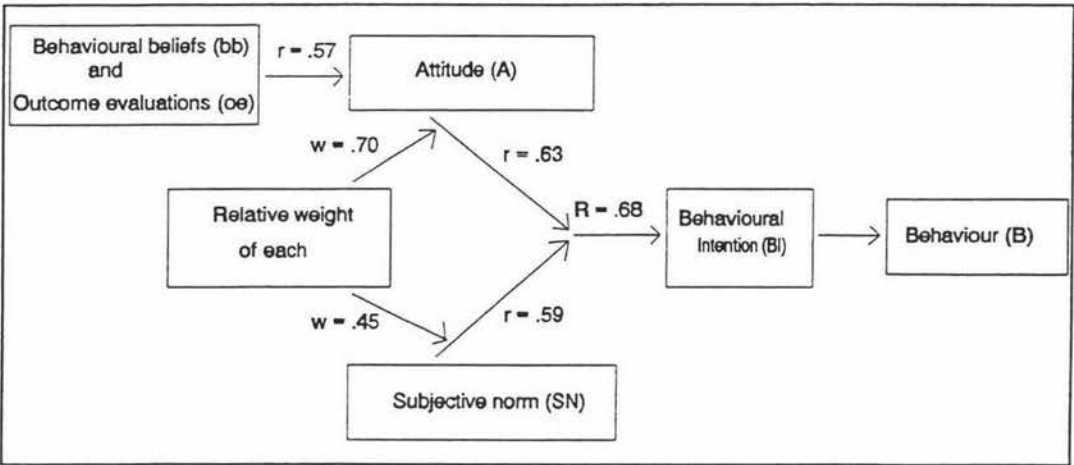 Behavioural beliefs (bb)
and
Outcome evaluations (oe)
r = .57
Attitude (A)
w = .70
r = .63
Relative weight
of each
R = .68
Behavioural
Intention (BI)
Behaviour (B)
w = .45
r = .59
Subjective norm (SN)